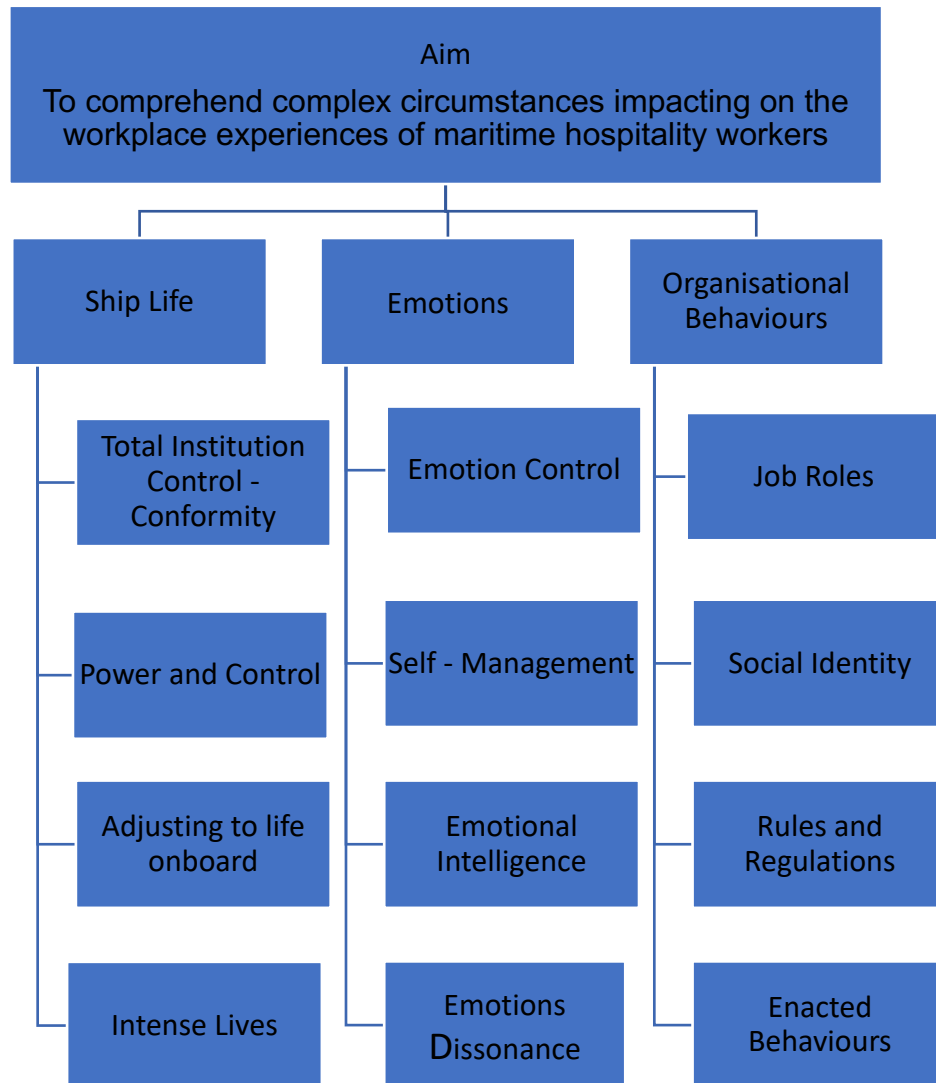 Aim
To comprehend complex circumstances impacting on the
workplace experiences of maritime hospitality workers
Ship Life
Emotions
Organisational
Behaviours
Total Institution
Control -
Conformity
Power and Control
Adjusting to life
onboard
Intense Lives
Emotion Control
Self - Management
Emotional
Intelligence
Emotions
Dissonance
Job Roles
Social Identity
Rules and
Regulations
Enacted
Behaviours